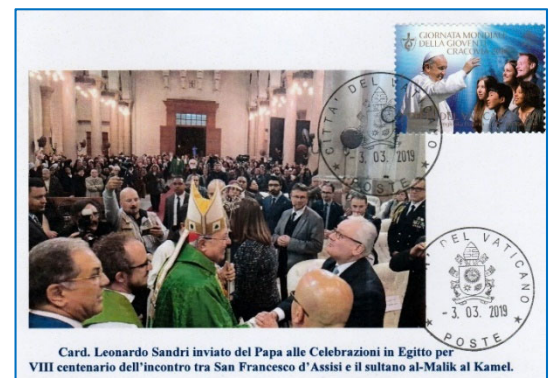 GIORNATA MONDIALE
DELLA GIOVENTÙ
CITTA' DEL VATICANO
- 3. 03. 2019
POSTE
DEL VATICANO
- 3. 03. 2019
POSTE
Card. Leonardo Sandri inviato del Papa alle Celebrazioni in Egitto per
VIII centenario dell'incontro tra San Francesco d'Assisi e il sultano al-Malik al Kamel.